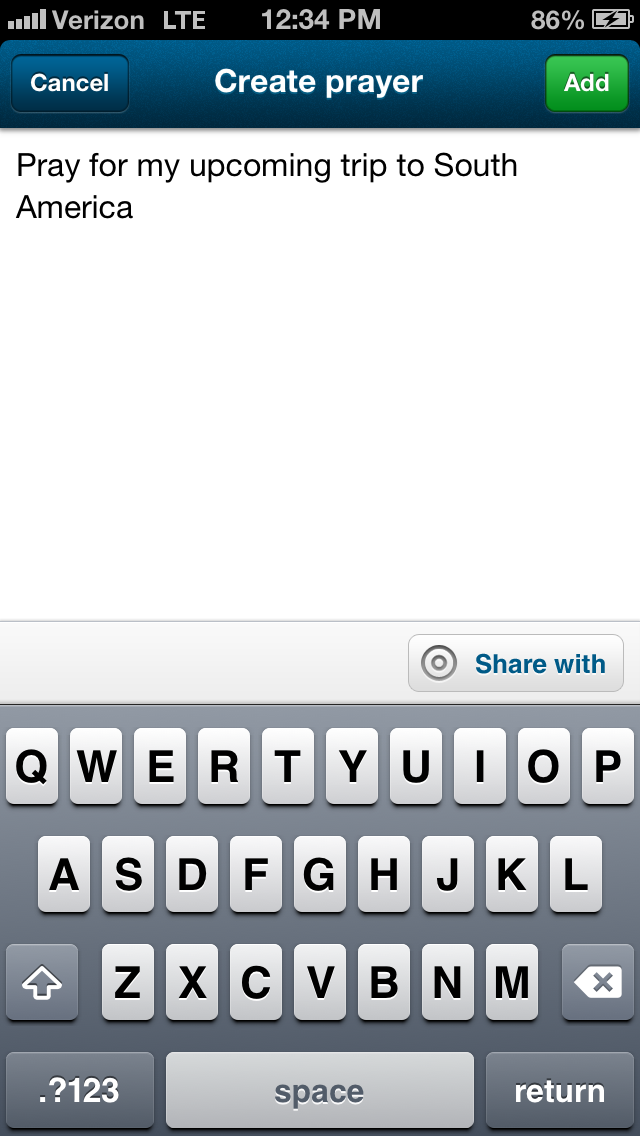 Verizon LTE 12:34 PM 86%
Cancel Create prayer Add
Pray for my upcoming trip to South
America
Share with
Q W E R T Y U I O P
A S D F G H J K L
Z X C V B N M
.?123 space return